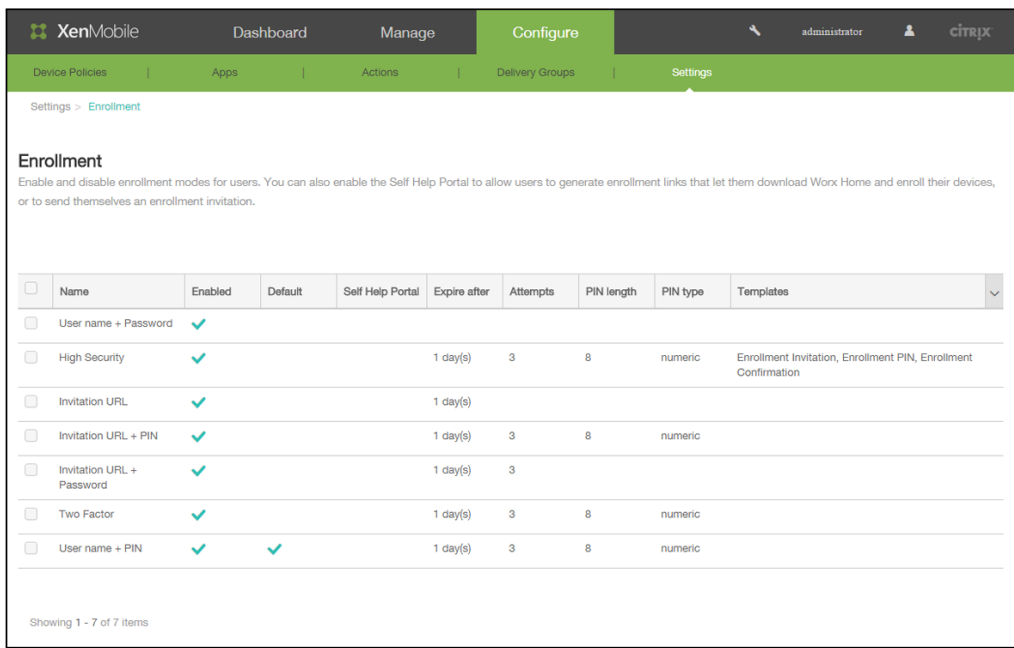 XenMobile Dashboard Manage Configure administrator CİTRIX
Device Policies | Apps | Actions | Delivery Groups | Settings
Settings > Enrollment
Enrollment
Enable and disable enrollment modes for users. You can also enable the Self Help Portal to allow users to generate enrollment links that let them download Worx Home and enroll their devices,
or to send themselves an enrollment invitation.
Name Enabled Default Self Help Portal Expire after Attempts PIN length PIN type Templates
User name + Password
High Security 1 day(s) 3 8 numeric Enrollment Invitation, Enrollment PIN, Enrollment
Confirmation
Invitation URL 1 day(s)
Invitation URL + PIN 1 day(s) 3 8 numeric
Invitation URL + 1 day(s) 3
Password
Two Factor 1 day(s) 3 8 numeric
User name + PIN 1 day(s) 3 8 numeric
Showing 1 - 7 of 7 items